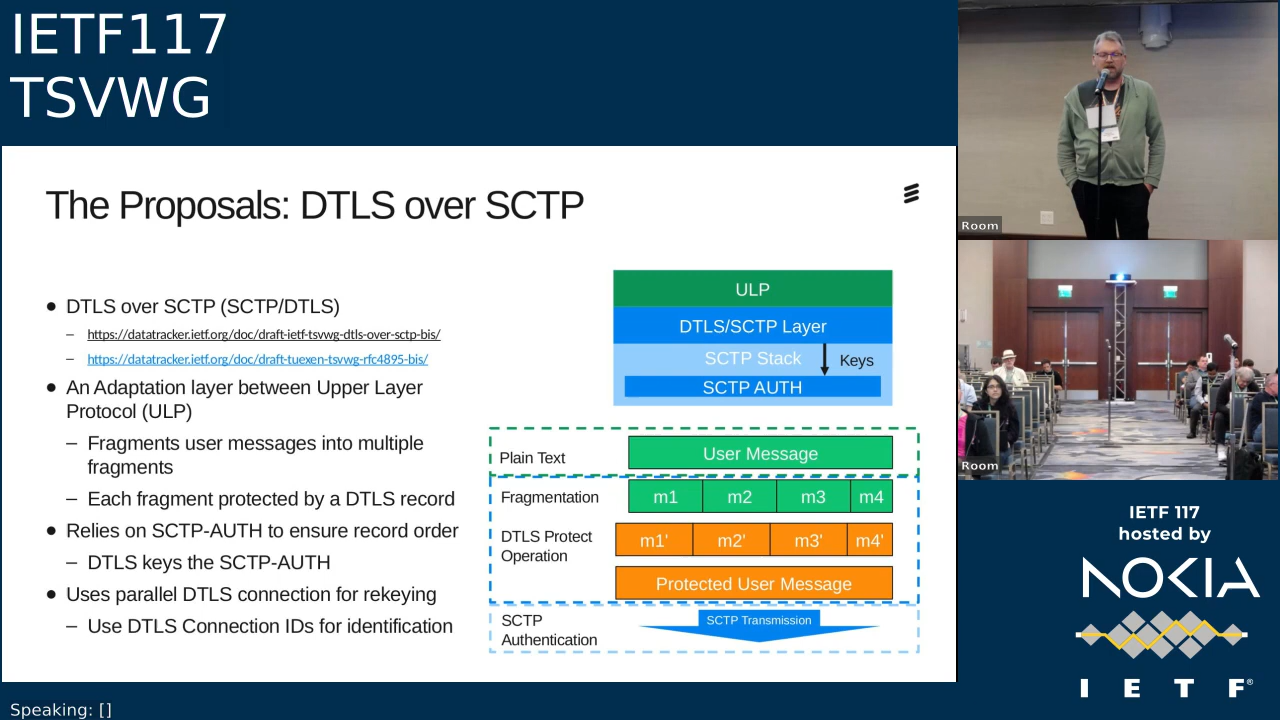 IETF117
TSVWG
The Proposals: DTLS over SCTP
● DTLS over SCTP (SCTP/DTLS)
– https://datatracker.ietf.org/doc/draft-ietf-tsvwg-dtls-over-sctp-bis/
– https://datatracker.ietf.org/doc/draft-tuexen-tsvwg-rfc4895-bis/
● An Adaptation layer between Upper Layer
Protocol (ULP)
– Fragments user messages into multiple
fragments
– Each fragment protected by a DTLS record
● Relies on SCTP-AUTH to ensure record order
– DTLS keys the SCTP-AUTH
● Uses parallel DTLS connection for rekeying
– Use DTLS Connection IDs for identification
ULP
DTLS/SCTP Layer
SCTP Stack
Keys
SCTP AUTH
Plain Text
User Message
Fragmentation
m1 m2 m3 m4
DTLS Protect
Operation
m1' m2' m3' m4'
Protected User Message
SCTP
Authentication
SCTP Transmission
Room
Room
IETF 117
hosted by
NOKIA
I E T F®
Speaking: []